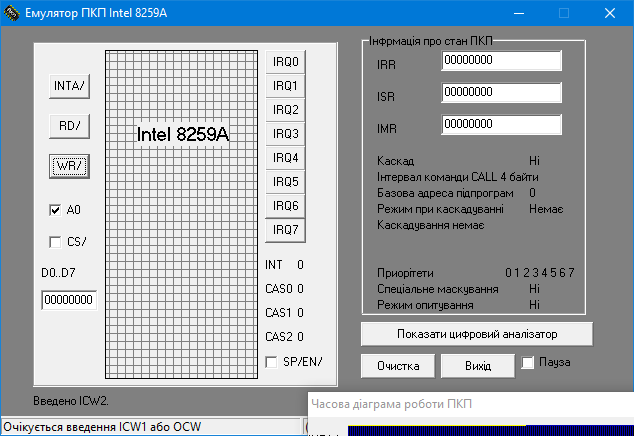 Емулятор ПКП Intel 8259A
INTA/
RD/
WR/
A0
CS/
D0..D7
00000000
Intel 8259A
IRQ0
IRQ1
IRQ2
IRQ3
IRQ4
IRQ5
IRQ6
IRQ7
INT 0
CAS0 0
CAS1 0
CAS2 0
SP/EN/
Інфрмація про стан ПКП
IRR 00000000
ISR 00000000
IMR 00000000
Каскад Ні
Інтервал команди CALL 4 байти
Базова адреса підпрограм 0
Режим при каскадуванні Немає
Каскадування немає
Приорітети 0 1 2 3 4 5 6 7
Спеціальне маскування Ні
Режим опитування Ні
Показати цифровий аналізатор
Очистка
Вихід
Пауза
Введено ICW2.
Часова діаграма роботи ПКП
Очікується введення ICW1 або OCW